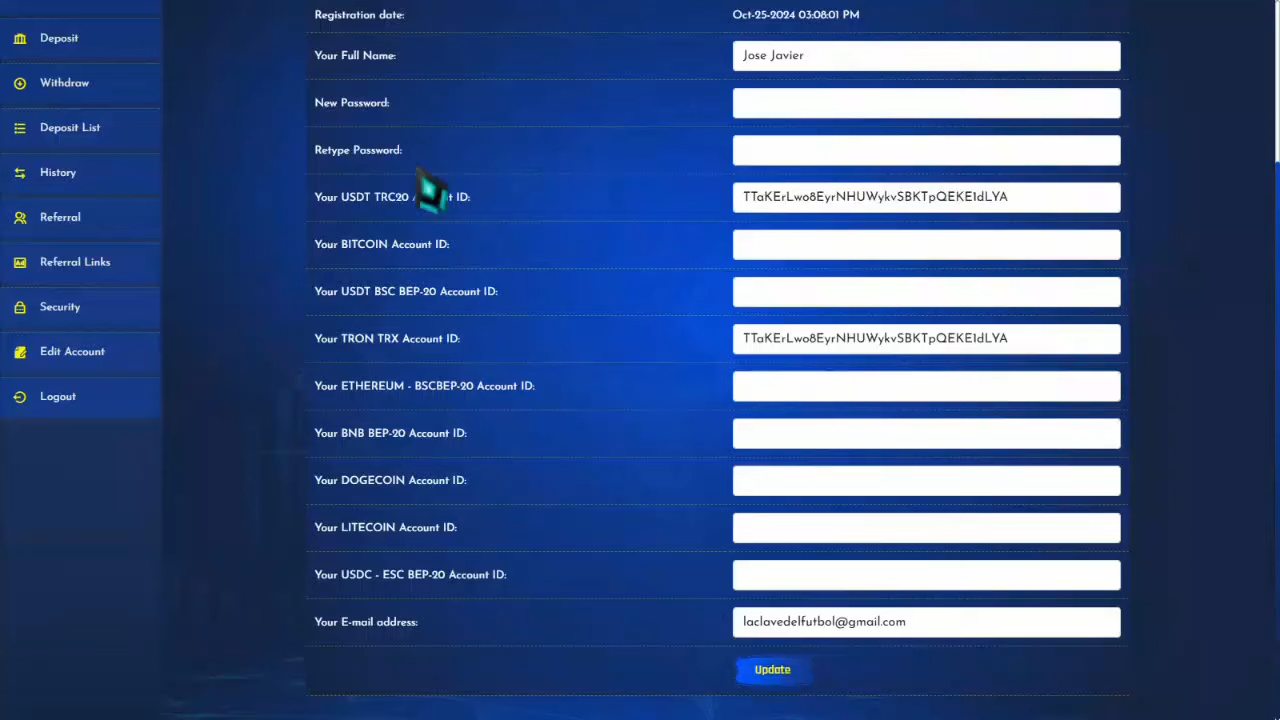 Registration date: Oct-25-2024 03:08:01 PM
Deposit
Withdraw
Deposit List
History
Referral
Referral Links
Security
Edit Account
Logout
Your Full Name: Jose Javier
New Password:
Retype Password:
Your USDT TRC20 ID: TTaKErLwo8EyrNHUWykvSBKTpQEKE1dLYA
Your BITCOIN Account ID:
Your USDT BSC BEP-20 Account ID:
Your TRON TRX Account ID: TTaKErLwo8EyrNHUWykvSBKTpQEKE1dLYA
Your ETHEREUM - BSCBEP-20 Account ID:
Your BNB BEP-20 Account ID:
Your DOGECOIN Account ID:
Your LITECOIN Account ID:
Your USDC - ESC BEP-20 Account ID:
Your E-mail address: laclavedelfutbol@gmail.com
Update